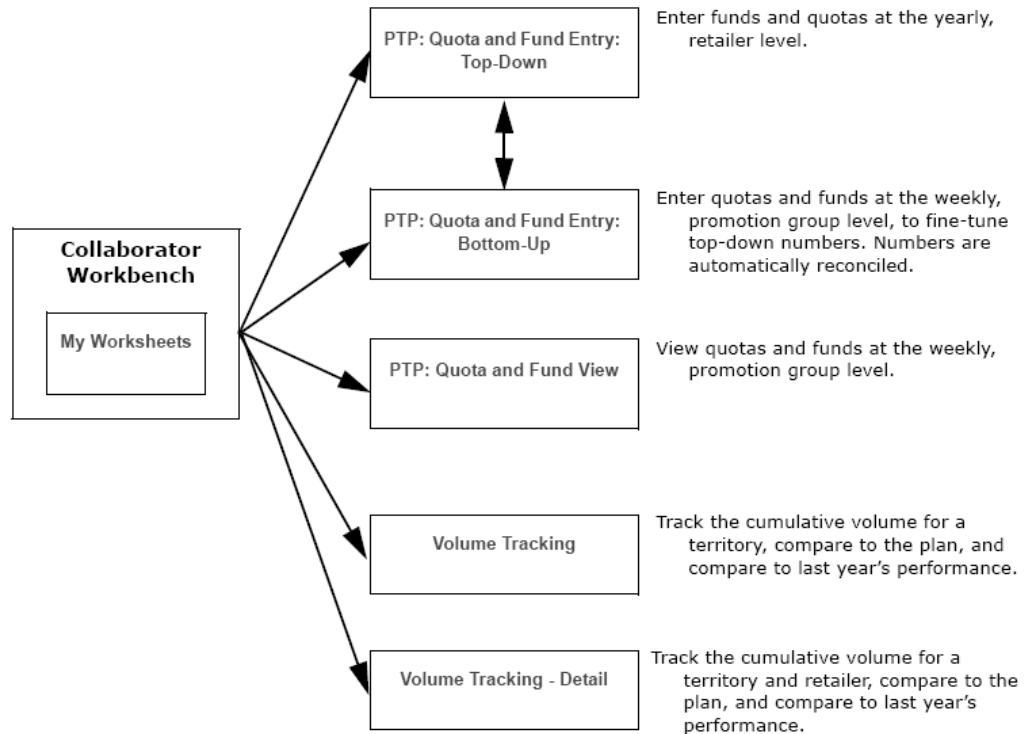 PTP: Quota and Fund Entry:
Top-Down
Enter funds and quotas at the yearly,
retailer level.
PTP: Quota and Fund Entry:
Bottom-Up
Enter quotas and funds at the weekly,
promotion group level, to fine-tune
top-down numbers. Numbers are
automatically reconciled.
Collaborator
Workbench
My Worksheets
PTP: Quota and Fund View
View quotas and funds at the weekly,
promotion group level.
Volume Tracking
Track the cumulative volume for a
territory, compare to the plan, and
compare to last year’s performance.
Volume Tracking - Detail
Track the cumulative volume for a
territory and retailer, compare to the
plan, and compare to last year’s
performance.